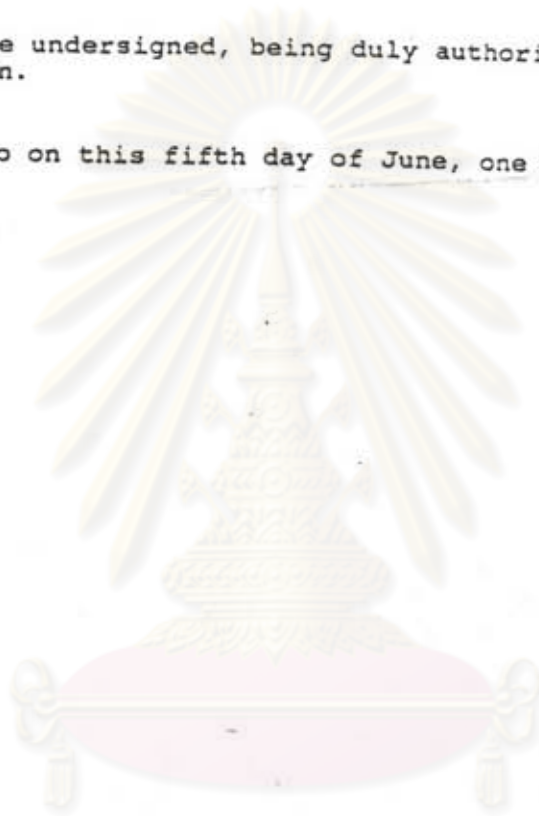 e undersigned, being duly authori
n.
o on this fifth day of June, one